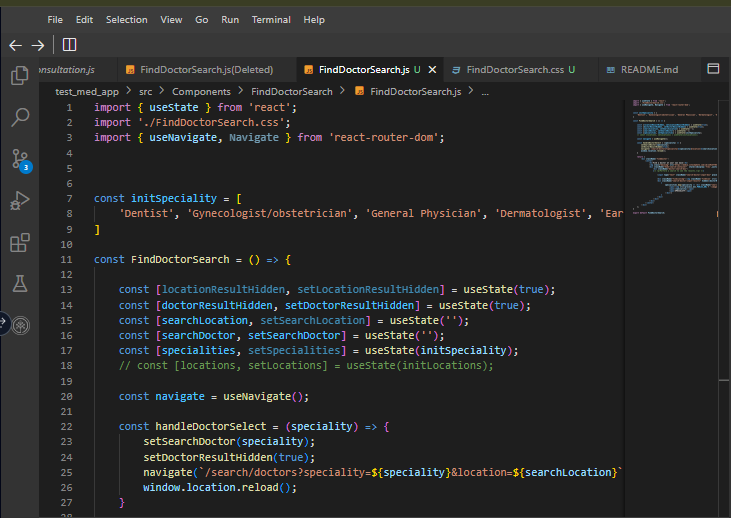 File Edit Selection View Go Run Terminal Help
onsultation.js FindDoctorSearch.js(Deleted) FindDoctorSearch.js U FindDoctorSearch.css U README.md
test_med_app > src > Components > FindDoctorSearch > FindDoctorSearch.js > ...
1 import { useState } from 'react';
2 import './FindDoctorSearch.css';
3 import { useNavigate, Navigate } from 'react-router-dom';
4
5
6
7 const initSpeciality = [
8 'Dentist', 'Gynecologist/obstetrician', 'General Physician', 'Dermatologist', 'Ear
9 ]
10
11 const FindDoctorSearch = () => {
12
13 const [locationResultHidden, setLocationResultHidden] = useState(true);
14 const [doctorResultHidden, setDoctorResultHidden] = useState(true);
15 const [searchLocation, setSearchLocation] = useState('');
16 const [searchDoctor, setSearchDoctor] = useState('');
17 const [specialities, setSpecialities] = useState(initSpeciality);
18 // const [locations, setLocations] = useState(initLocations);
19
20 const navigate = useNavigate();
21
22 const handleDoctorSelect = (speciality) => {
23 setSearchDoctor(speciality);
24 setDoctorResultHidden(true);
25 navigate(`/search/doctors?speciality=${speciality}&location=${searchLocation}`
26 window.location.reload();
27 }
28
3